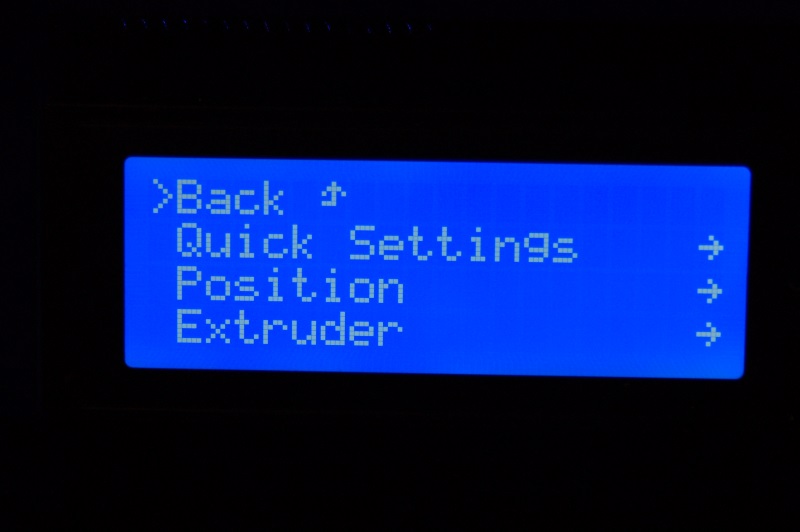 >Back ↑
Quick Settings →
Position →
Extruder →